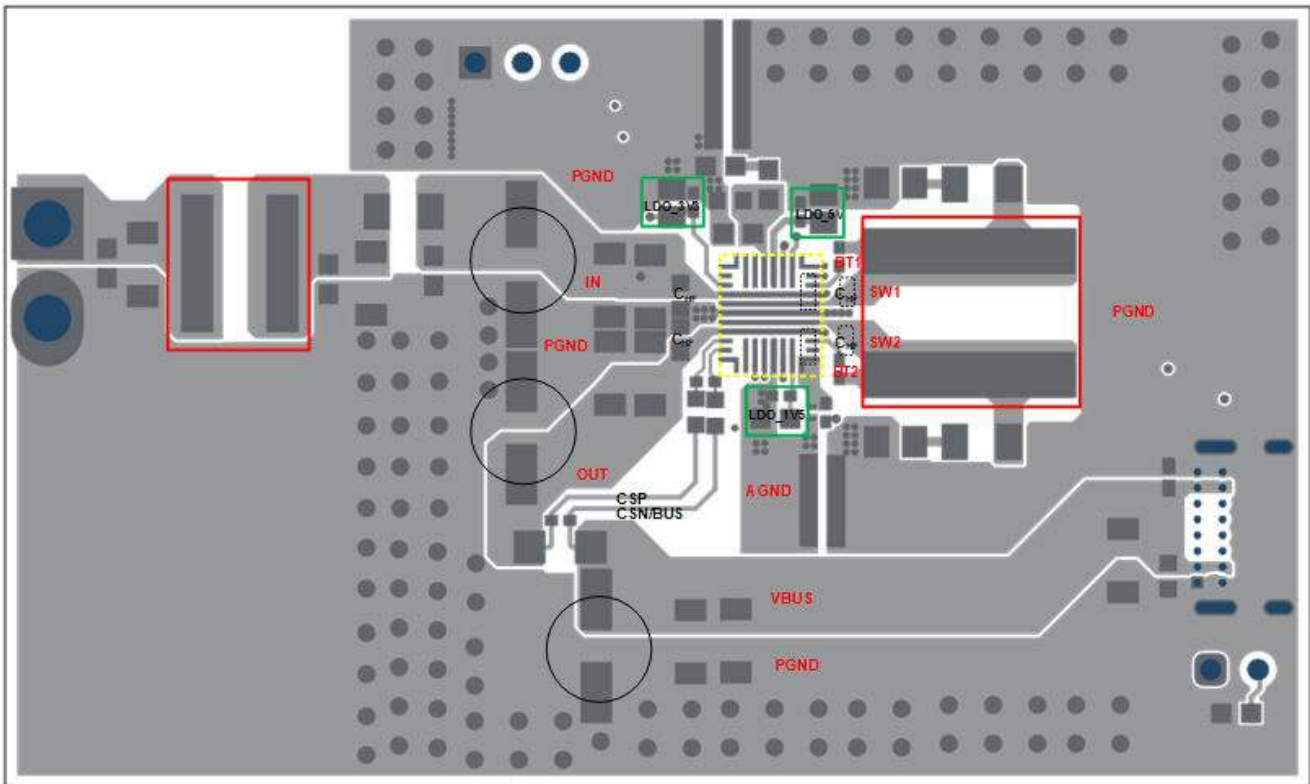 PGND
LDO_3V3
LDO_5V
BT1
IN
SW1
PGND
PGND
SW2
BT2
LDO_1V5
OUT
AGND
CSP
CSN/BUS
VBUS
PGND